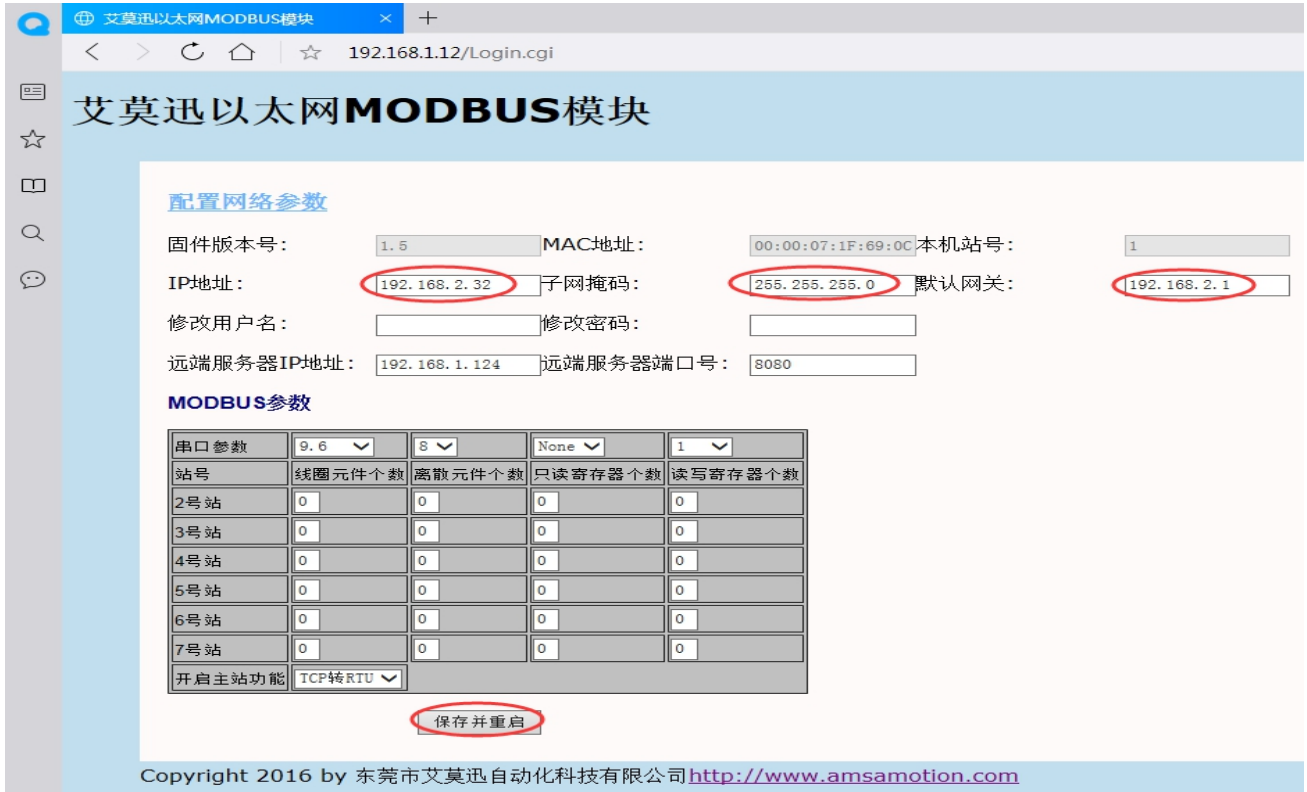 艾莫迅以太网MODBUS模块
192.168.1.12/Login.cgi
艾莫迅以太网MODBUS模块
配置网络参数
固件版本号: 1.5 MAC地址: 00:00:07:1F:69:0C 本机站号: 1
IP地址: 192.168.2.32 子网掩码: 255.255.255.0 默认网关: 192.168.2.1
修改用户名: 修改密码:
远端服务器IP地址: 192.168.1.124 远端服务器端口号: 8080
MODBUS参数
串口参数 9.6 8 None 1
站号 线圈元件个数 离散元件个数 只读寄存器个数 读写寄存器个数
2号站 0 0 0 0
3号站 0 0 0 0
4号站 0 0 0 0
5号站 0 0 0 0
6号站 0 0 0 0
7号站 0 0 0 0
开启主站功能 TCP转RTU
保存并重启
Copyright 2016 by 东莞市艾莫迅自动化科技有限公司http://www.amsamotion.com